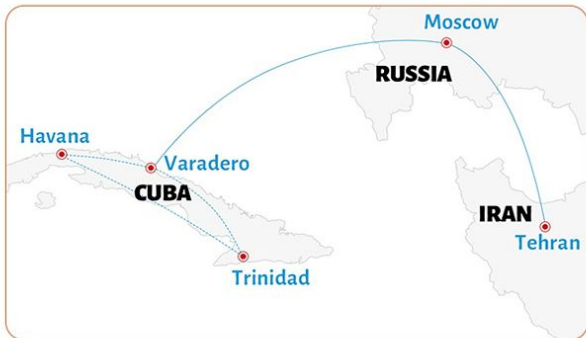 Moscow
RUSSIA
Havana
Varadero
CUBA
IRAN
Tehran
Trinidad